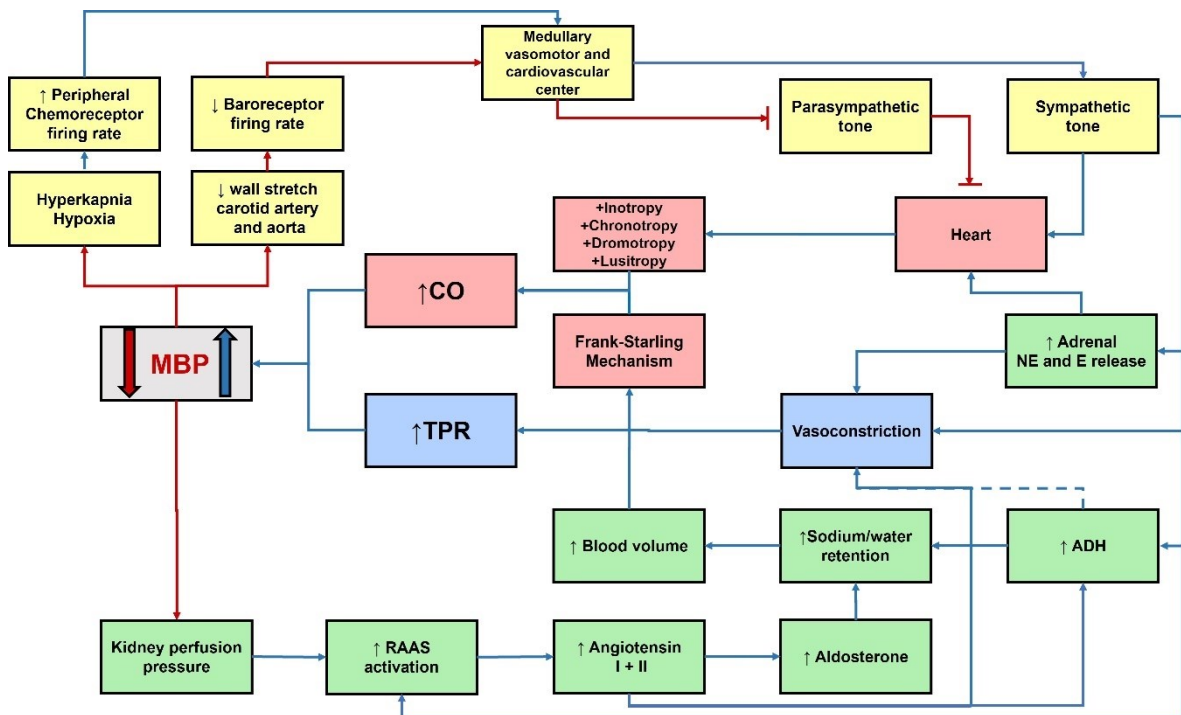 Medullary
vasomotor and
cardiovascular
center
↑ Peripheral
Chemoreceptor
firing rate
↓ Baroreceptor
firing rate
Parasympathetic
tone
Sympathetic
tone
Hyperkapnia
Hypoxia
↓ wall stretch
carotid artery
and aorta
+Inotropy
+Chronotropy
+Dromotropy
+Lusitropy
Heart
↑CO
MBP
Frank-Starling
Mechanism
↑ Adrenal
NE and E release
↑TPR
Vasoconstriction
↑ Blood volume
↑Sodium/water
retention
↑ ADH
Kidney perfusion
pressure
↑ RAAS
activation
↑ Angiotensin
I + II
↑ Aldosterone